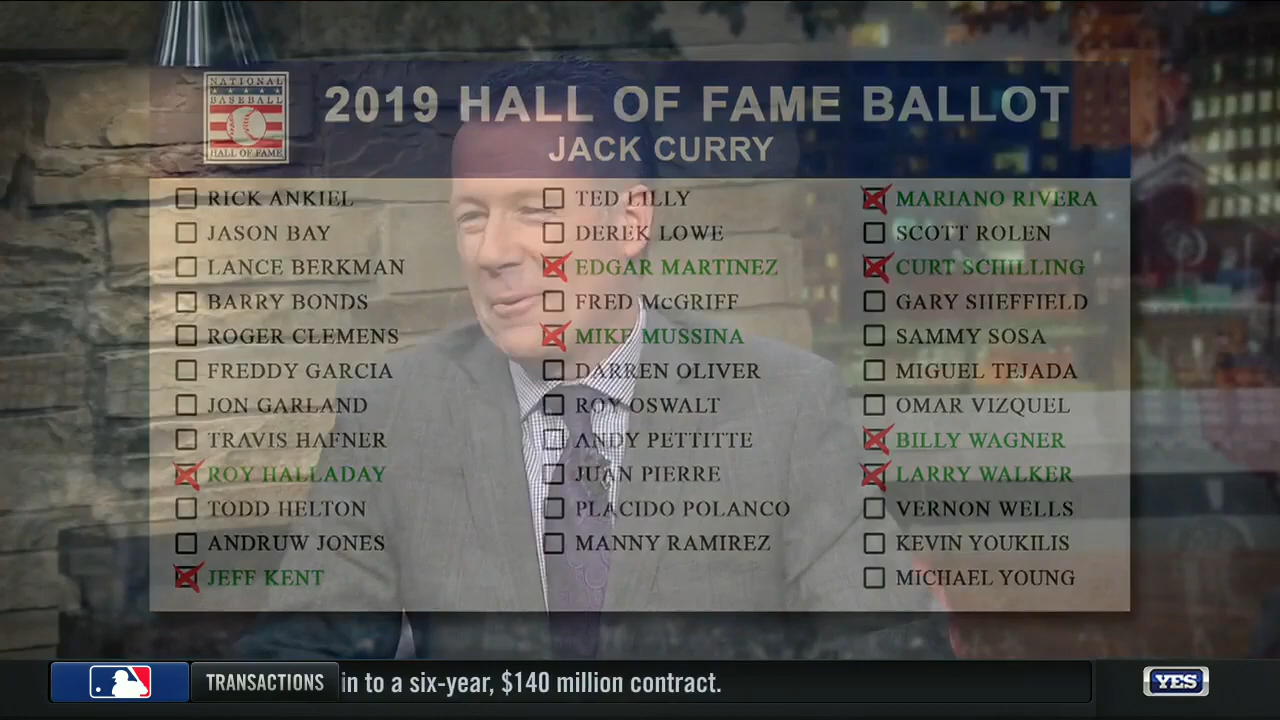 NATIONAL
BASEBALL
HALL OF FAME
2019 HALL OF FAME BALLOT
JACK CURRY
RICK ANKIEL
JASON BAY
LANCE BERKMAN
BARRY BONDS
ROGER CLEMENS
FREDDY GARCIA
JON GARLAND
TRAVIS HAFNER
ROY HALLADAY
TODD HELTON
ANDRUW JONES
JEFF KENT
TED LILLY
DEREK LOWE
EDGAR MARTINEZ
FRED McGRIFF
MIKE MUSSINA
DARREN OLIVER
ROY OSWALT
ANDY PETTITTE
JUAN PIERRE
PLACIDO POLANCO
MANNY RAMIREZ
MARIANO RIVERA
SCOTT ROLEN
CURT SCHILLING
GARY SHEFFIELD
SAMMY SOSA
MIGUEL TEJADA
OMAR VIZQUEL
BILLY WAGNER
LARRY WALKER
VERNON WELLS
KEVIN YOUKILIS
MICHAEL YOUNG
TRANSACTIONS in to a six-year, $140 million contract.
YES